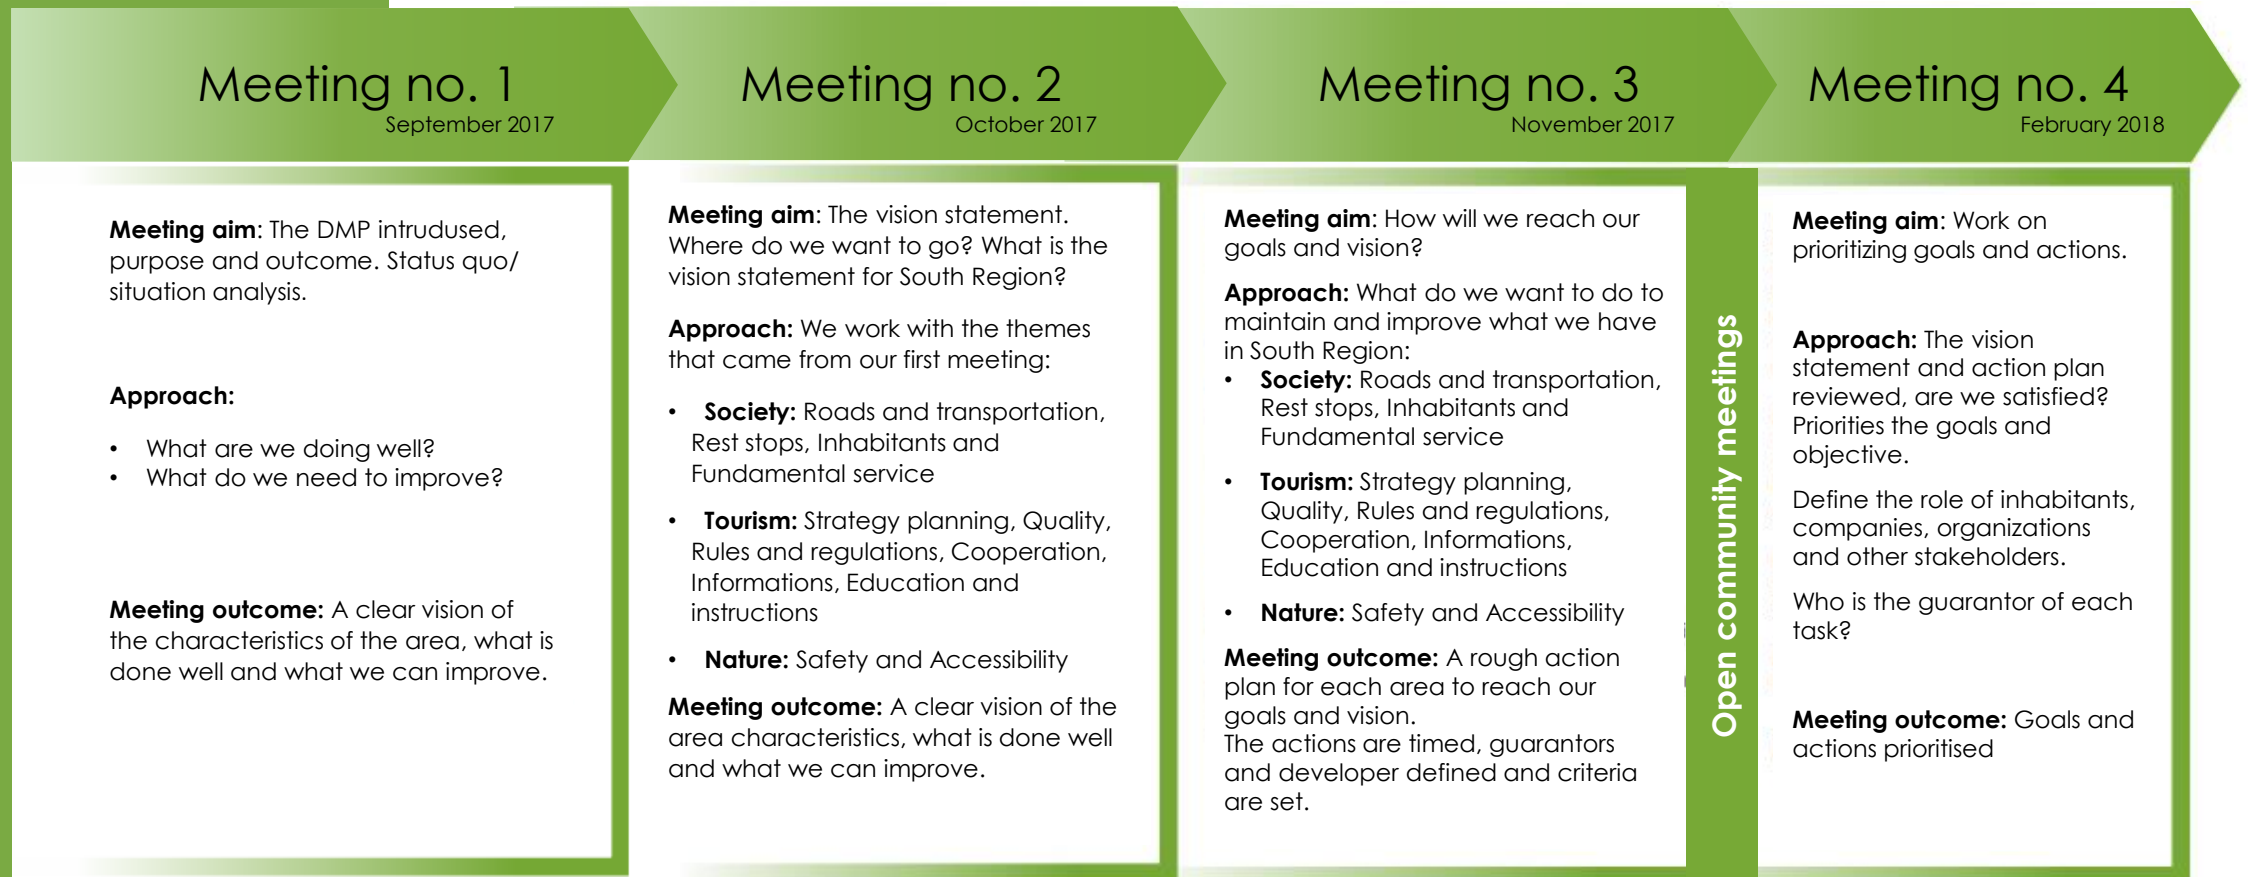 Meeting no. 1
September 2017
Meeting aim: The DMP intrudused,
purpose and outcome. Status quo/
situation analysis.
Approach:
• What are we doing well?
• What do we need to improve?
Meeting outcome: A clear vision of
the characteristics of the area, what is
done well and what we can improve.
Meeting no. 2
October 2017
Meeting aim: The vision statement.
Where do we want to go? What is the
vision statement for South Region?
Approach: We work with the themes
that came from our first meeting:
• Society: Roads and transportation,
Rest stops, Inhabitants and
Fundamental service
• Tourism: Strategy planning, Quality,
Rules and regulations, Cooperation,
Informations, Education and
instructions
• Nature: Safety and Accessibility
Meeting outcome: A clear vision of the
area characteristics, what is done well
and what we can improve.
Meeting no. 3
November 2017
Meeting aim: How will we reach our
goals and vision?
Approach: What do we want to do to
maintain and improve what we have
in South Region:
• Society: Roads and transportation,
Rest stops, Inhabitants and
Fundamental service
• Tourism: Strategy planning,
Quality, Rules and regulations,
Cooperation, Informations,
Education and instructions
• Nature: Safety and Accessibility
Meeting outcome: A rough action
plan for each area to reach our
goals and vision.
The actions are timed, guarantors
and developer defined and criteria
are set.
Open community meetings
Meeting no. 4
February 2018
Meeting aim: Work on
prioritizing goals and actions.
Approach: The vision
statement and action plan
reviewed, are we satisfied?
Priorities the goals and
objective.
Define the role of inhabitants,
companies, organizations
and other stakeholders.
Who is the guarantor of each
task?
Meeting outcome: Goals and
actions prioritised